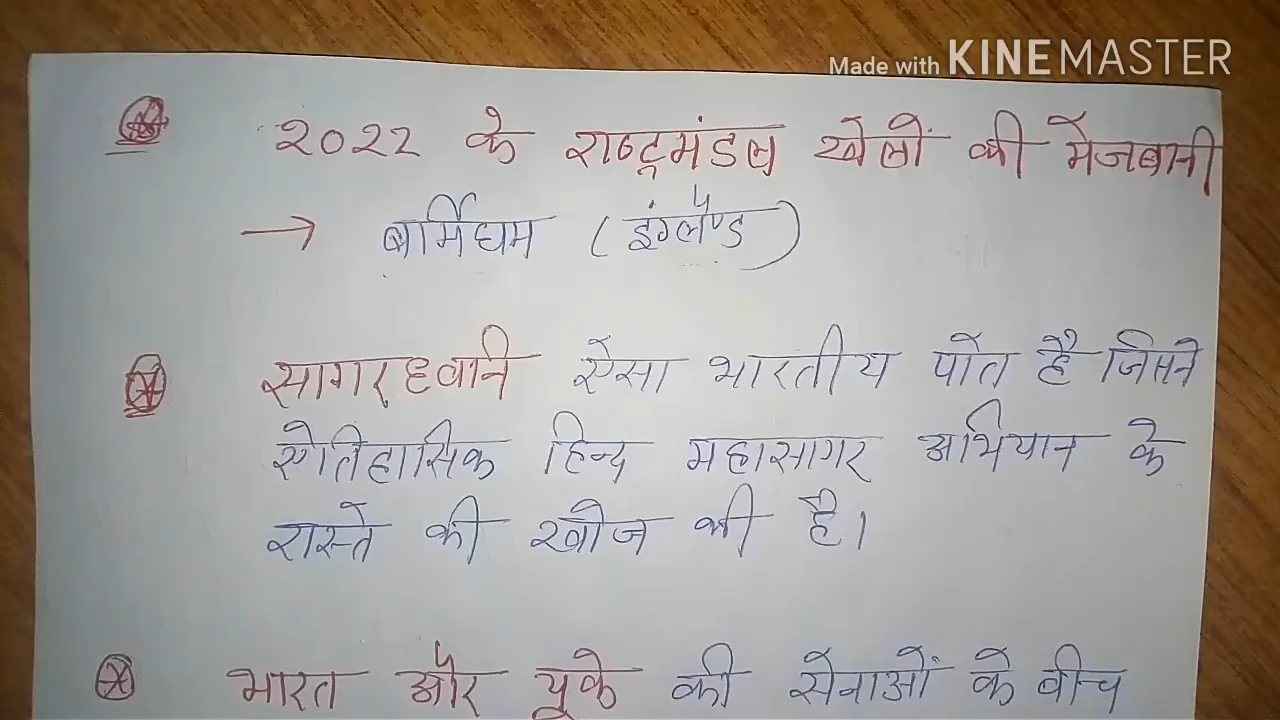 Made with KINEMASTER
२०२२ के राष्ट्रमंडल खेलों की मेजबानी
→ बर्मिंघम (इंग्लैण्ड)
सागरध्वनि ऐसा भारतीय पोत है जिसने
ऐतिहासिक हिन्द महासागर अभियान के
रास्ते की खोज की है।
भारत और यूके की सेनाओं के बीच